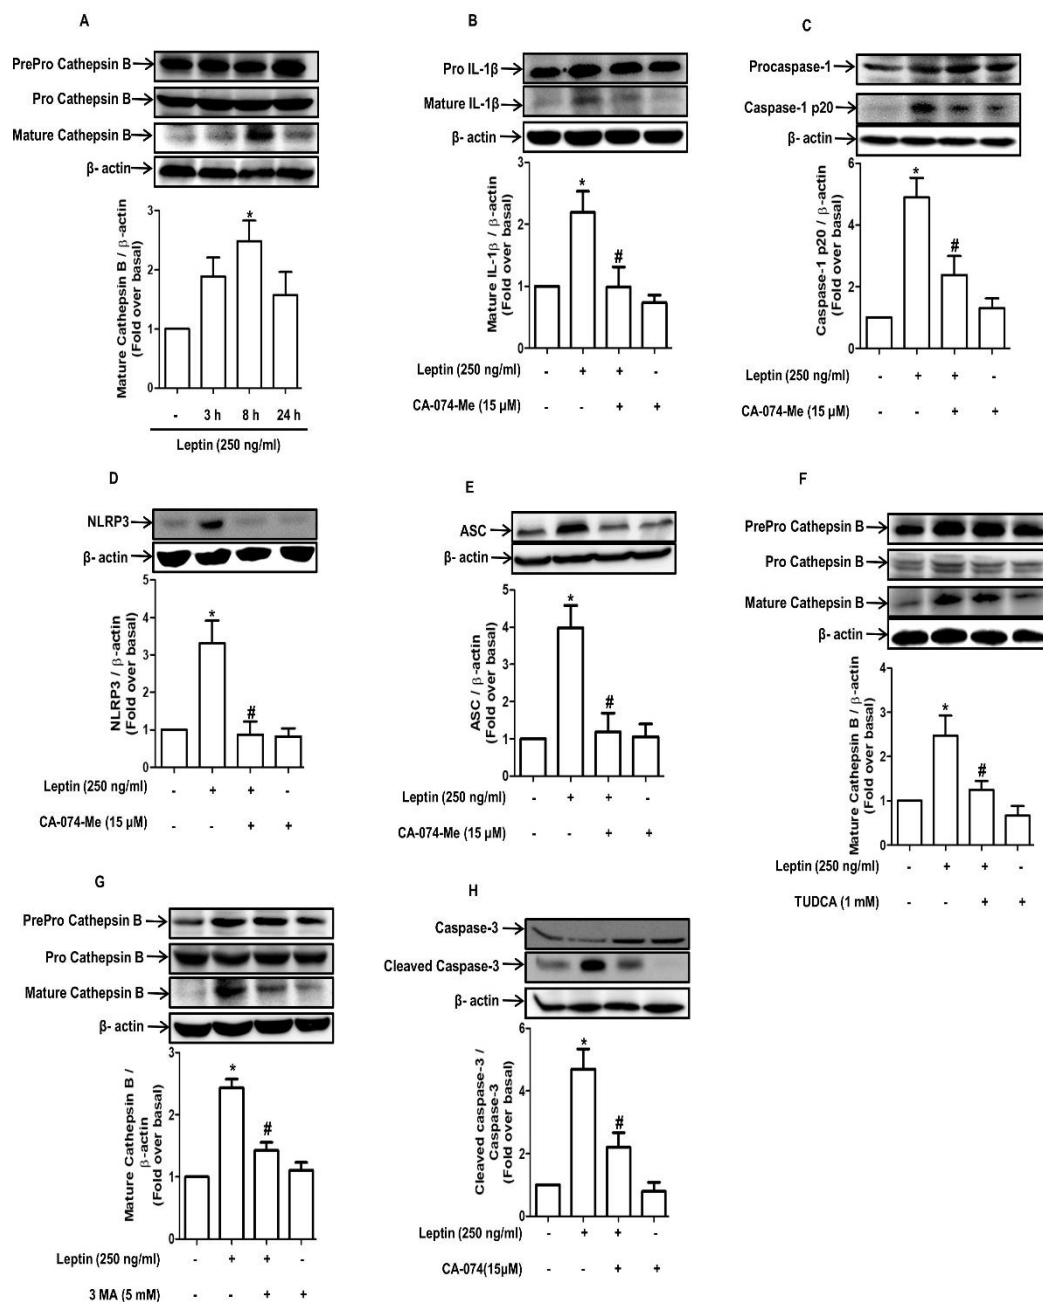 A
PrePro Cathepsin B
Pro Cathepsin B
Mature Cathepsin B
β- actin
Mature Cathepsin B / β-actin
(Fold over basal)
3
2
1
0
- 3 h 8 h 24 h
*
Leptin (250 ng/ml)
B
Pro IL-1β
Mature IL-1β
β- actin
Mature IL-1β / β-actin
(Fold over basal)
3
2
1
0
*
#
Leptin (250 ng/ml) - + + -
CA-074-Me (15 µM) - - + +
C
Procaspase-1
Caspase-1 p20
β- actin
Caspase-1 p20 / β-actin
(Fold over basal)
6
4
2
0
*
#
Leptin (250 ng/ml) - + + -
CA-074-Me (15 µM) - - + +
D
NLRP3
β- actin
NLRP3 / β-actin
(Fold over basal)
5
4
3
2
1
0
*
#
Leptin (250 ng/ml) - + + -
CA-074-Me (15 µM) - - + +
E
ASC
β- actin
ASC / β-actin
(Fold over basal)
5
4
3
2
1
0
*
#
Leptin (250 ng/ml) - + + -
CA-074-Me (15 µM) - - + +
F
PrePro Cathepsin B
Pro Cathepsin B
Mature Cathepsin B
β- actin
Mature Cathepsin B / β-actin
(Fold over basal)
4
3
2
1
0
*
#
Leptin (250 ng/ml) - + + -
TUDCA (1 mM) - - + +
G
PrePro Cathepsin B
Pro Cathepsin B
Mature Cathepsin B
β- actin
Mature Cathepsin B /
β-actin
(Fold over basal)
3
2
1
0
*
#
Leptin (250 ng/ml) - + + -
3 MA (5 mM) - - + +
H
Caspase-3
Cleaved Caspase-3
β- actin
Cleaved caspase-3 /
Caspase-3
(Fold over basal)
6
4
2
0
*
#
Leptin (250 ng/ml) - + + -
CA-074(15µM) - - + +